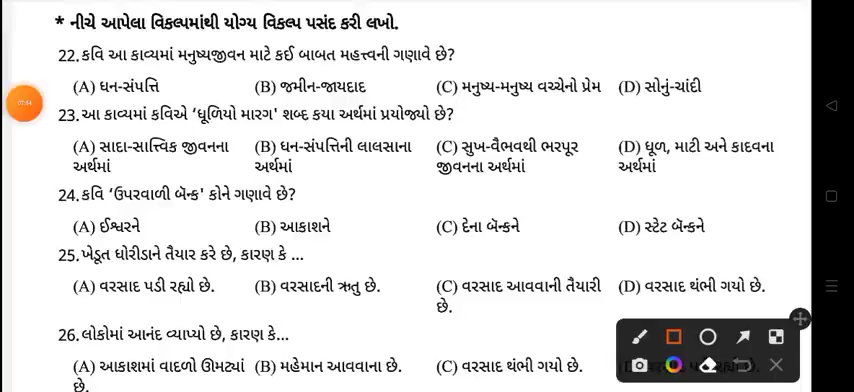 * નીચે આપેલા વિકલ્પમાંથી યોગ્ય વિકલ્પ પસંદ કરી લખો.
22. કવિ આ કાવ્યમાં મનુષ્યજીવન માટે કઈ બાબત મહત્ત્વની ગણાવે છે?
(A) ધન-સંપત્તિ (B) જમીન-જાયદાદ (C) મનુષ્ય-મનુષ્ય વચ્ચેનો પ્રેમ (D) સોનું-ચાંદી
07:54
23. આ કાવ્યમાં કવિએ ‘ધૂળિયો મારગ' શબ્દ કયા અર્થમાં પ્રયોજ્યો છે?
(A) સાદા-સાત્ત્વિક જીવનના (B) ધન-સંપત્તિની લાલસાના (C) સુખ-વૈભવથી ભરપૂર (D) ધૂળ, માટી અને કાદવના
અર્થમાં અર્થમાં જીવનના અર્થમાં અર્થમાં
24. કવિ ‘ઉપરવાળી બૅન્ક' કોને ગણાવે છે?
(A) ઈશ્વરને (B) આકાશને (C) દેના બૅન્કને (D) સ્ટેટ બૅન્કને
25. ખેડૂત ધોરીડાને તૈયાર કરે છે, કારણ કે ...
(A) વરસાદ પડી રહ્યો છે. (B) વરસાદની ઋતુ છે. (C) વરસાદ આવવાની તૈયારી (D) વરસાદ થંભી ગયો છે.
છે.
26. લોકોમાં આનંદ વ્યાપ્યો છે, કારણ કે...
(A) આકાશમાં વાદળો ઊમટ્યાં (B) મહેમાન આવવાના છે. (C) વરસાદ થંભી ગયો છે.
છે.